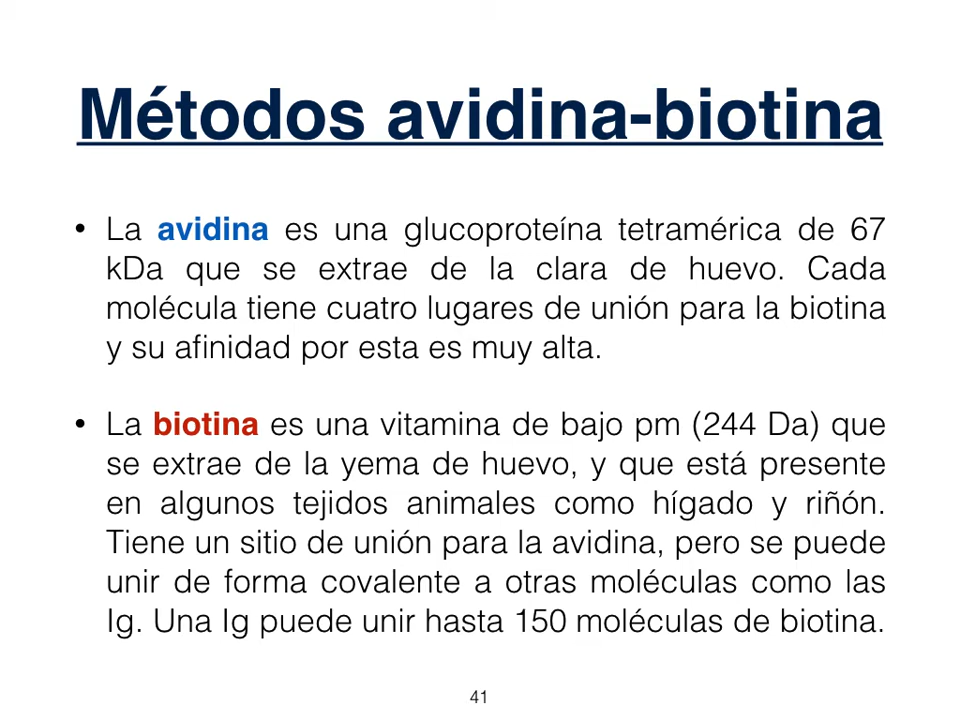 Métodos avidina-biotina
• La avidina es una glucoproteína tetramérica de 67
kDa que se extrae de la clara de huevo. Cada
molécula tiene cuatro lugares de unión para la biotina
y su afinidad por esta es muy alta.
• La biotina es una vitamina de bajo pm (244 Da) que
se extrae de la yema de huevo, y que está presente
en algunos tejidos animales como hígado y riñón.
Tiene un sitio de unión para la avidina, pero se puede
unir de forma covalente a otras moléculas como las
Ig. Una Ig puede unir hasta 150 moléculas de biotina.
41